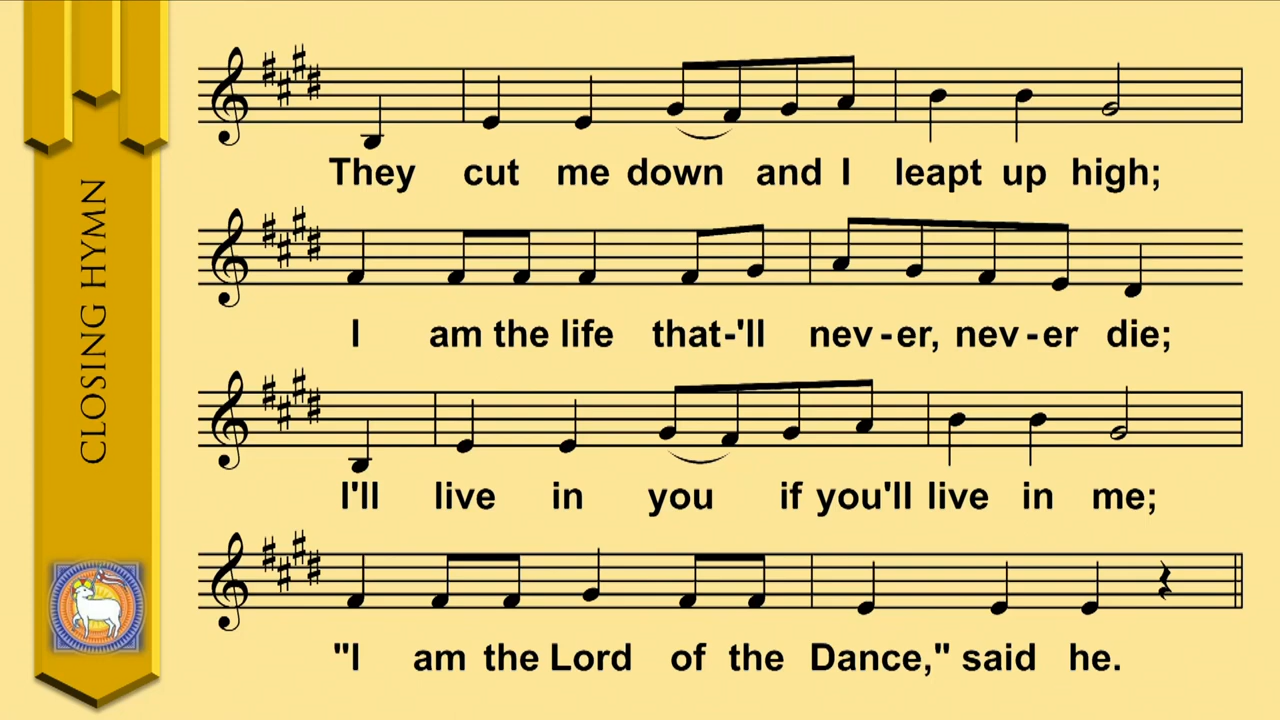 CLOSING HYMN
They cut me down and I leapt up high;
I am the life that-'ll nev-er, nev-er die;
I'll live in you if you'll live in me;
"I am the Lord of the Dance," said he.